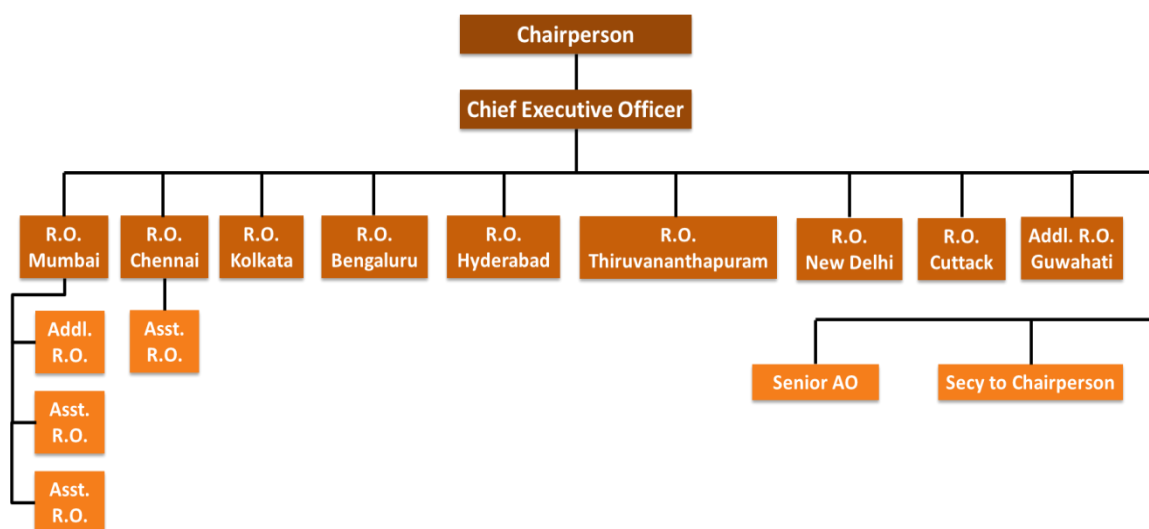 Chairperson
Chief Executive Officer
R.O.
Mumbai
R.O.
Chennai
R.O.
Kolkata
R.O.
Bengaluru
R.O.
Hyderabad
R.O.
Thiruvananthapuram
R.O.
New Delhi
R.O.
Cuttack
Addl. R.O.
Guwahati
Addl.
R.O.
Asst.
R.O.
Senior AO
Secy to Chairperson
Asst.
R.O.
Asst.
R.O.